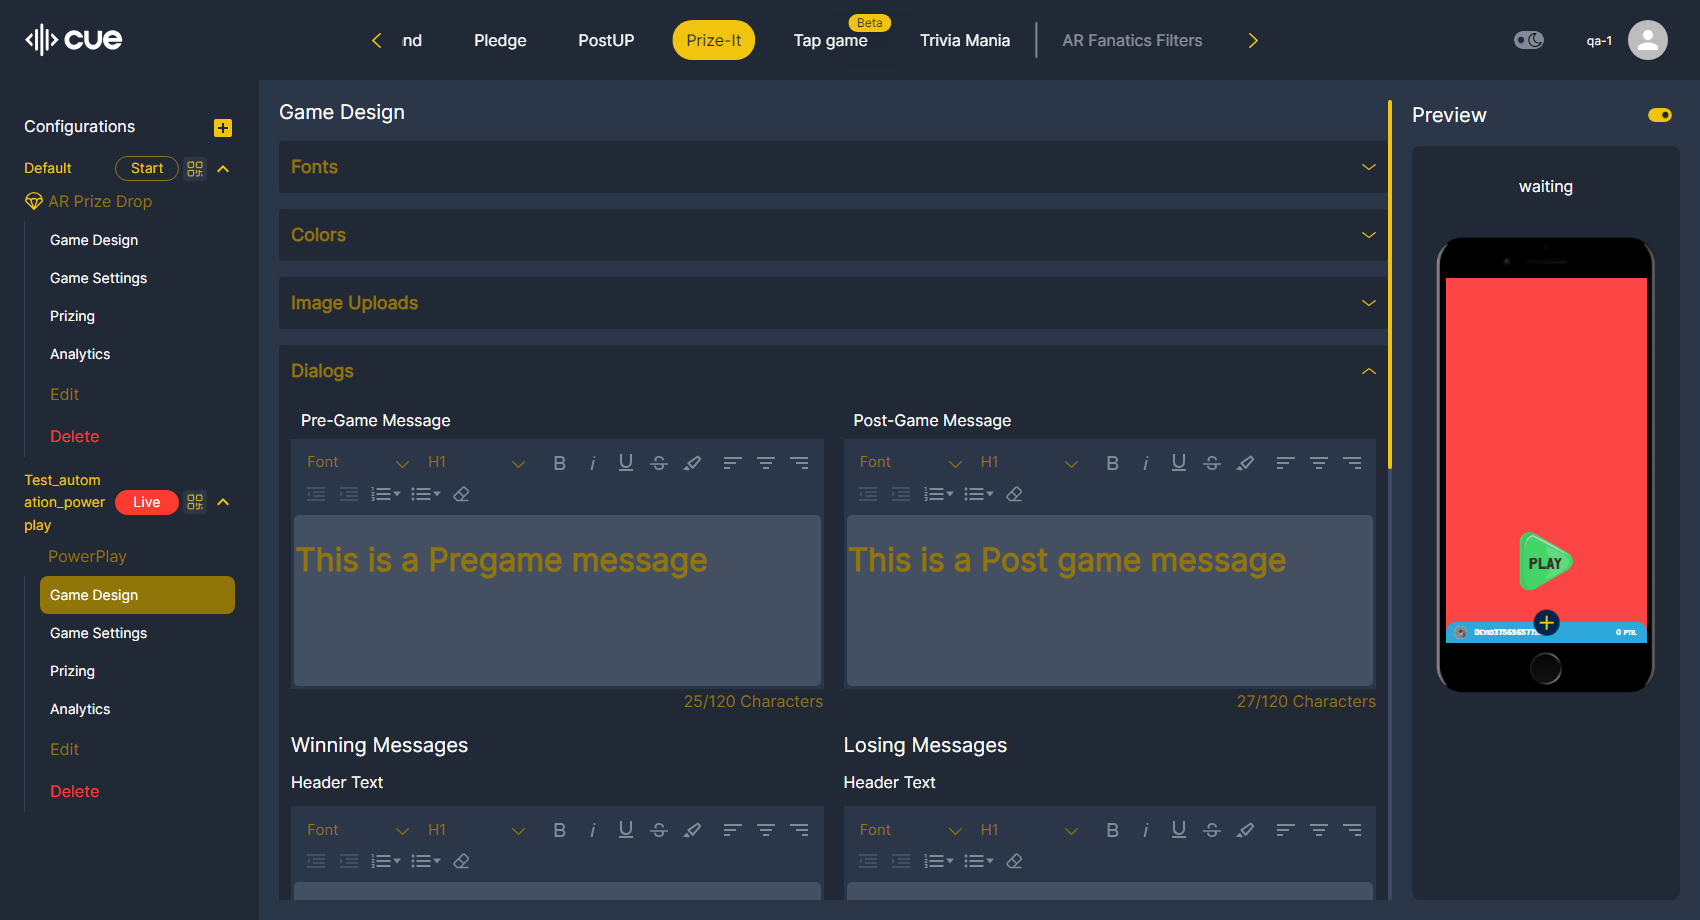 cue
nd
Pledge
PostUP
Prize-It
Beta
Tap game
Trivia Mania
AR Fanatics Filters
qa-1
Configurations
Default
Start
AR Prize Drop
Game Design
Game Settings
Prizing
Analytics
Edit
Delete
Test_autom
ation_power
play
Live
PowerPlay
Game Design
Game Settings
Prizing
Analytics
Edit
Delete
Game Design
Fonts
Colors
Image Uploads
Dialogs
Pre-Game Message
Font H1
This is a Pregame message
25/120 Characters
Post-Game Message
Font H1
This is a Post game message
27/120 Characters
Winning Messages
Header Text
Font H1
Losing Messages
Header Text
Font H1
Preview
waiting
PLAY
0 PTS.